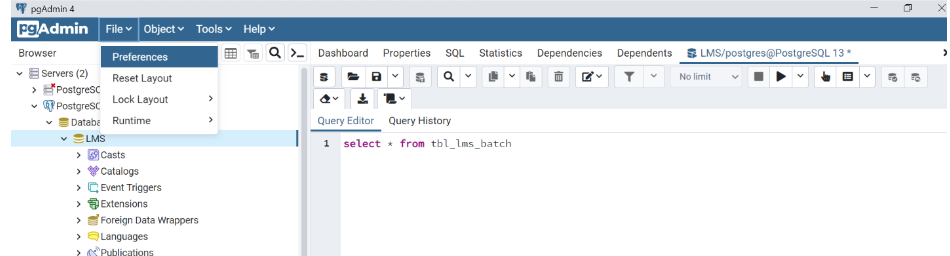 pgAdmin 4
pgAdmin File Object Tools Help
Browser
Dashboard Properties SQL Statistics Dependencies Dependents LMS/postgres@PostgreSQL 13 *
Preferences
Reset Layout
Lock Layout
Runtime
Servers (2)
PostgreSQ
PostgreSQ
Databa
LMS
Casts
Catalogs
Event Triggers
Extensions
Foreign Data Wrappers
Languages
Publications
No limit
Query Editor Query History
1 select * from tbl_lms_batch